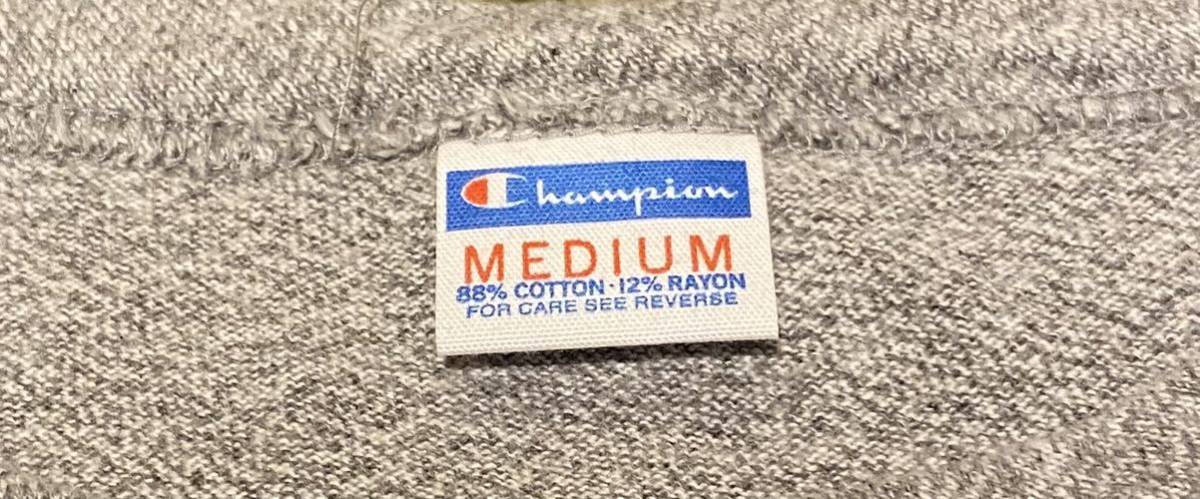 Champion
MEDIUM
88% COTTON · 12% RAYON
FOR CARE SEE REVERSE